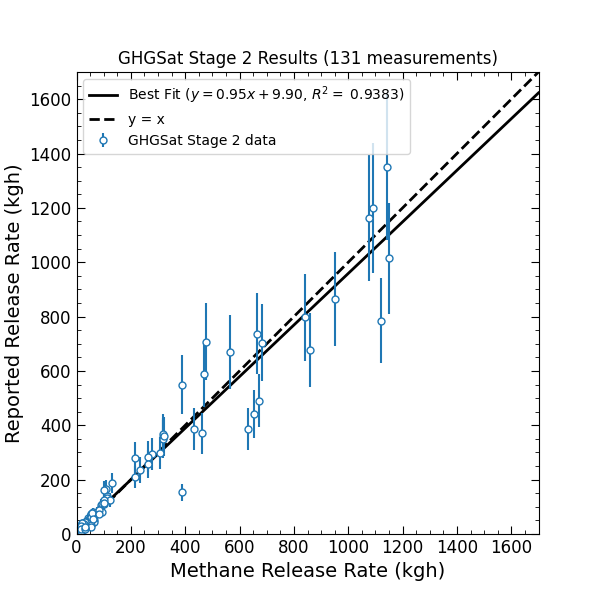 GHGSat Stage 2 Results (131 measurements)
Best Fit (y = 0.95x + 9.90, R² = 0.9383)
y = x
GHGSat Stage 2 data
Reported Release Rate (kgh)
1600
1400
1200
1000
800
600
400
200
0
0 200 400 600 800 1000 1200 1400 1600
Methane Release Rate (kgh)